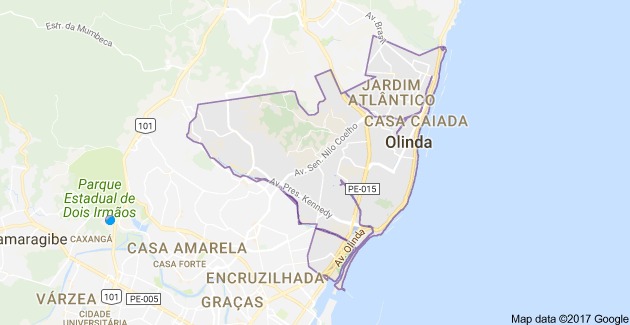 Av. Brasil
Estr. da Mumbeca
JARDIM
ATLÂNTICO
CASA CAIADA
101
Olinda
Av. Sen. Nilo Coelho
Parque
Estadual de
Dois Irmãos
PE-015
Av. Pres. Kennedy
amaragibe
CAXANGÁ
CASA AMARELA
CASA FORTE
Av. Olinda
ENCRUZILHADA
VÁRZEA
101
PE-005
GRAÇAS
CIDADE
UNIVERSITÁRIA
Map data ©2017 Google